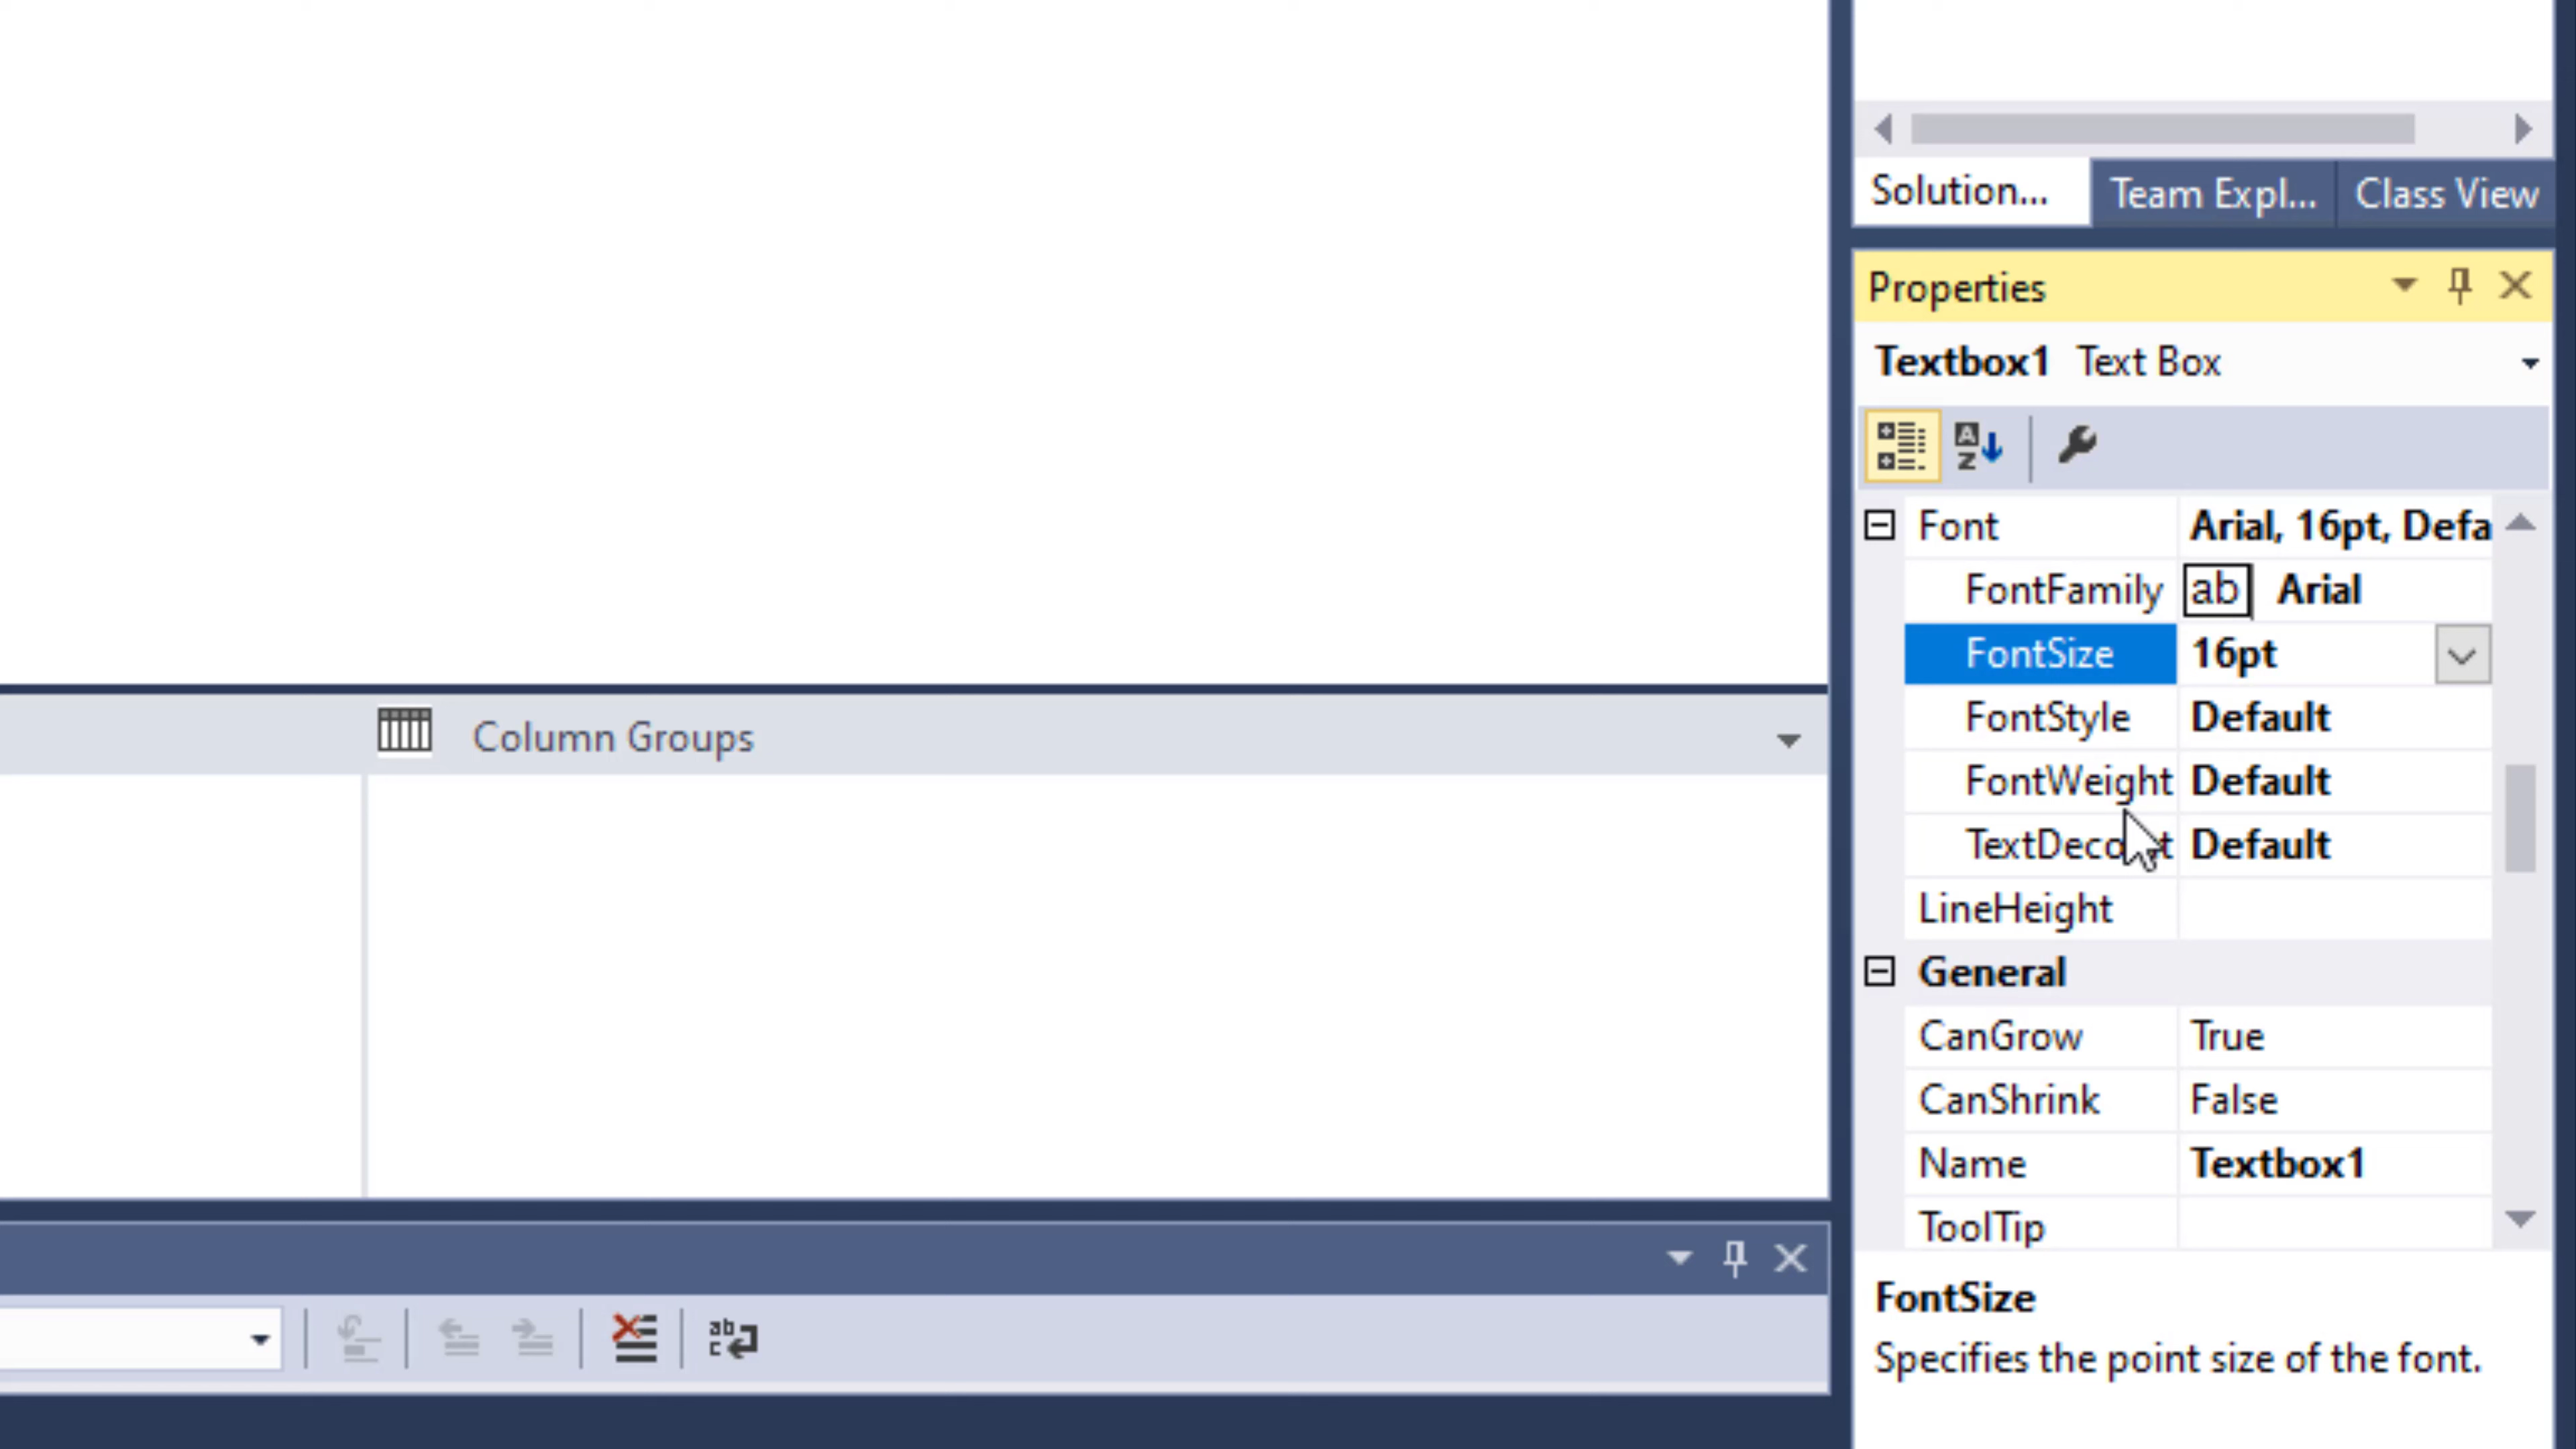 Solution... Team Expl... Class View
Properties
Textbox1 Text Box
Font Arial, 16pt, Defa
FontFamily ab Arial
FontSize 16pt
FontStyle Default
Column Groups
FontWeight Default
Default
LineHeight
General
CanGrow True
CanShrink False
Name Textbox1
ToolTip
FontSize
Specifies the point size of the font.